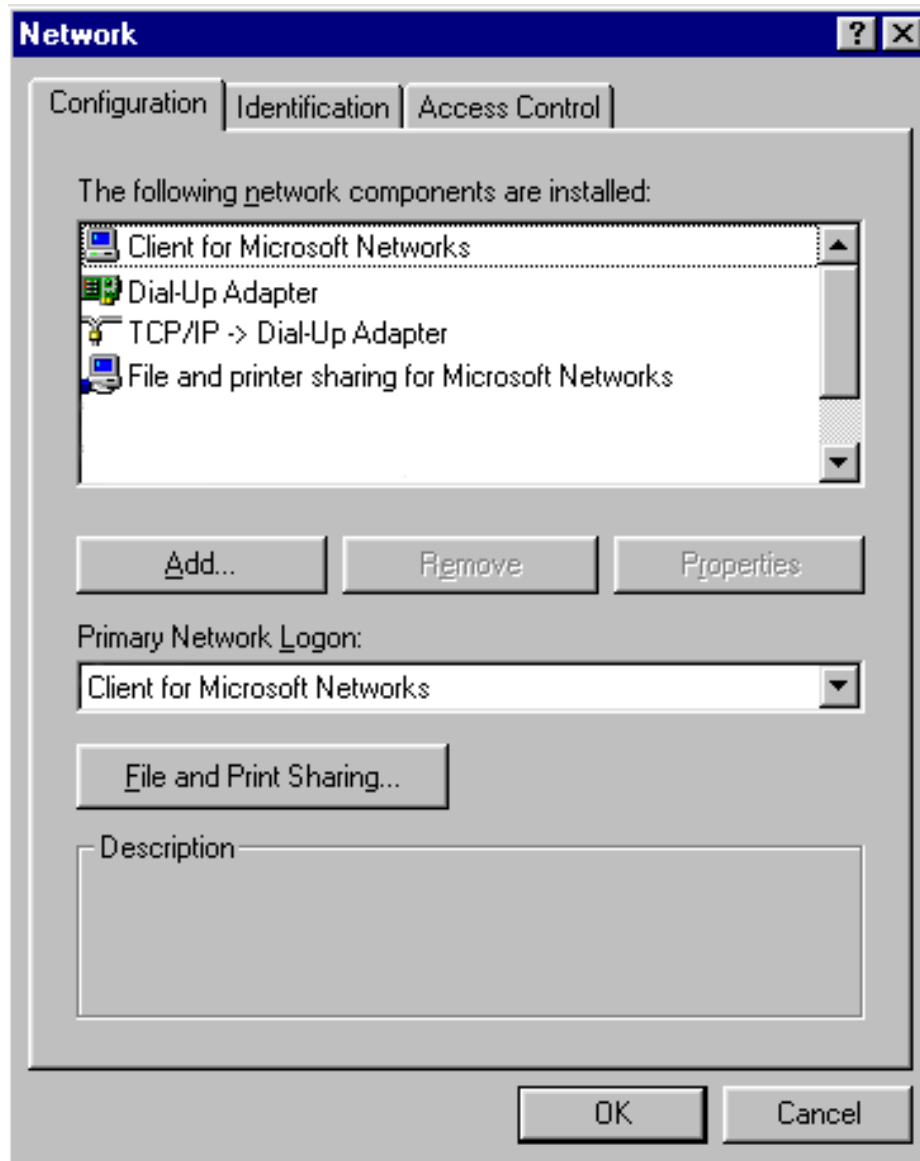 Network
Configuration Identification Access Control
The following network components are installed:
Client for Microsoft Networks
Dial-Up Adapter
TCP/IP -> Dial-Up Adapter
File and printer sharing for Microsoft Networks
Add... Remove Properties
Primary Network Logon:
Client for Microsoft Networks
File and Print Sharing...
Description
OK Cancel